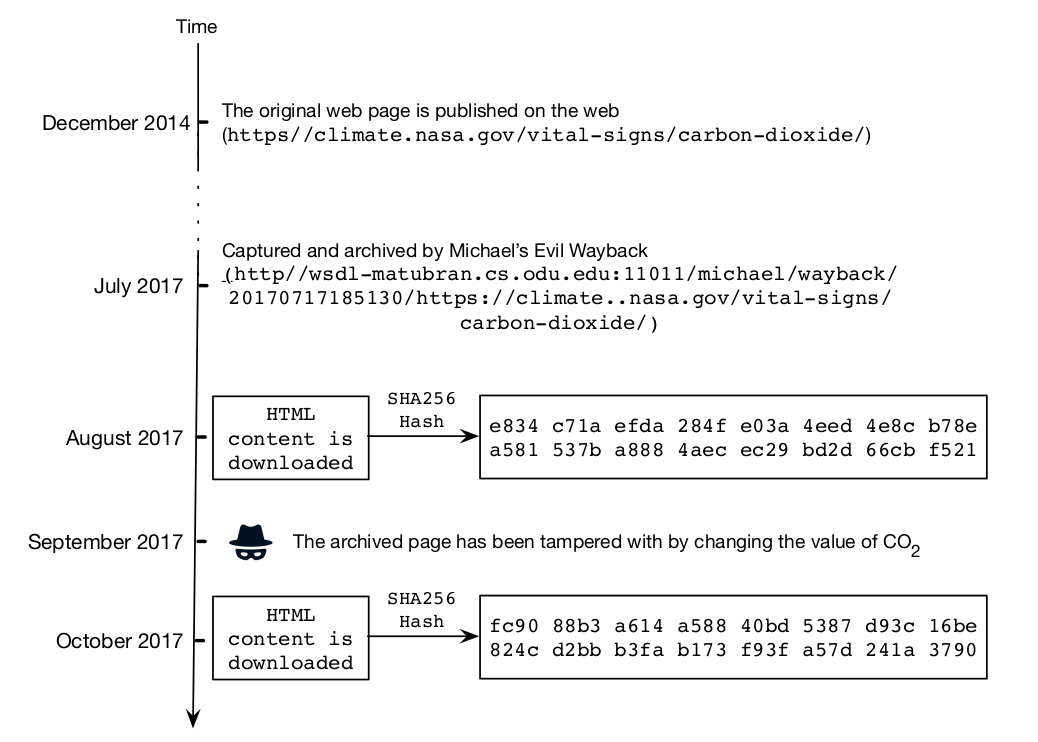 Time
December 2014
The original web page is published on the web
(https//climate.nasa.gov/vital-signs/carbon-dioxide/)
July 2017
Captured and archived by Michael's Evil Wayback
(http//wsdl-matubran.cs.odu.edu:11011/michael/wayback/
20170717185130/https://climate..nasa.gov/vital-signs/
carbon-dioxide/)
August 2017
HTML
content is
downloaded
SHA256
Hash
e834 c71a efda 284f e03a 4eed 4e8c b78e
a581 537b a888 4aec ec29 bd2d 66cb f521
September 2017
The archived page has been tampered with by changing the value of CO2
October 2017
HTML
content is
downloaded
SHA256
Hash
fc90 88b3 a614 a588 40bd 5387 d93c 16be
824c d2bb b3fa b173 f93f a57d 241a 3790